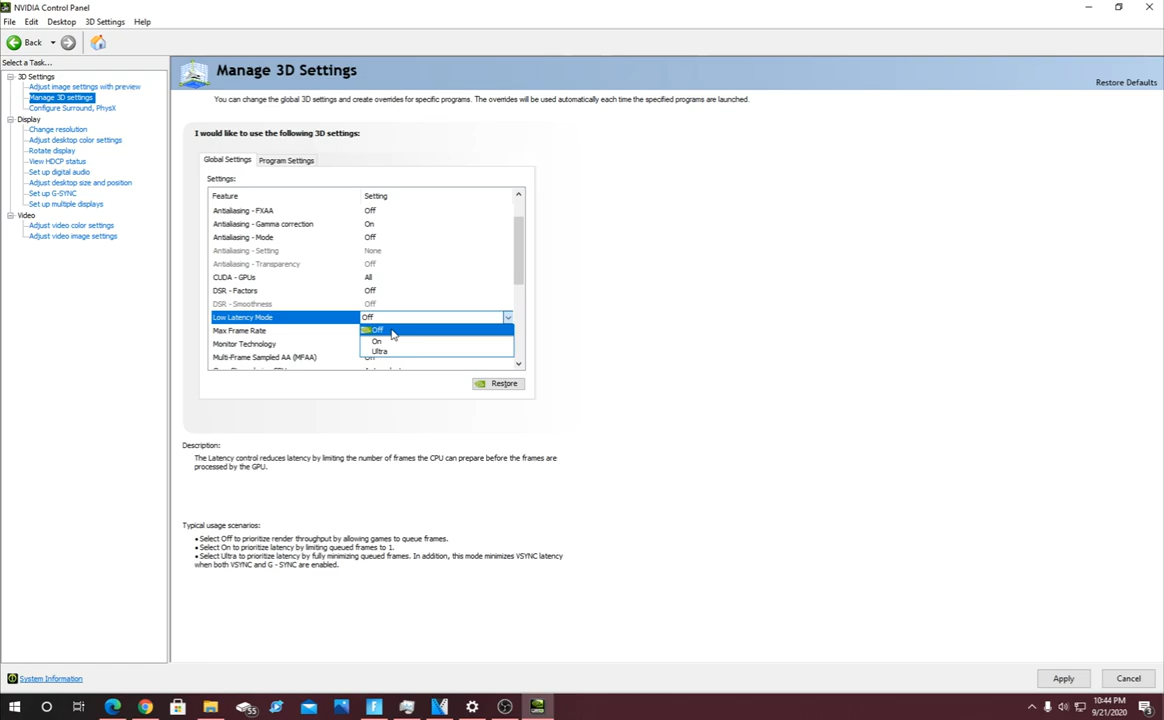 NVIDIA Control Panel
File Edit Desktop 3D Settings Help
Back
Select a Task...
3D Settings
Adjust image settings with preview
Manage 3D settings
Configure Surround, PhysX
Display
Change resolution
Adjust desktop color settings
Rotate display
View HDCP status
Set up digital audio
Adjust desktop size and position
Set up G-SYNC
Set up multiple displays
Video
Adjust video color settings
Adjust video image settings
System Information
Manage 3D Settings
Restore Defaults
You can change the global 3D settings and create overrides for specific programs. The overrides will be used automatically each time the specified programs are launched.
I would like to use the following 3D settings:
Global Settings Program Settings
Settings:
Feature Setting
Antialiasing - FXAA Off
Antialiasing - Gamma correction On
Antialiasing - Mode Off
Antialiasing - Setting None
Antialiasing - Transparency Off
CUDA - GPUs All
DSR - Factors Off
DSR - Smoothness Off
Low Latency Mode Off
Max Frame Rate Off
Monitor Technology On
Multi-Frame Sampled AA (MFAA) Ultra
Restore
Description:
The Latency control reduces latency by limiting the number of frames the CPU can prepare before the frames are
processed by the GPU.
Typical usage scenarios:
• Select Off to prioritize render throughput by allowing games to queue frames.
• Select On to prioritize latency by limiting queued frames to 1.
• Select Ultra to prioritize latency by fully minimizing queued frames. In addition, this mode minimizes VSYNC latency
when both VSYNC and G - SYNC are enabled.
Apply Cancel
55
10:44 PM
9/21/2020
3